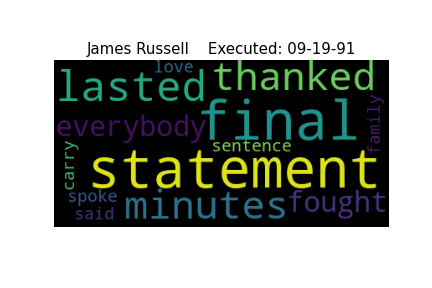 James Russell    Executed: 09-19-91
love
lasted thanked
everybody final family
carry sentence
statement
spoke minutes fought
said